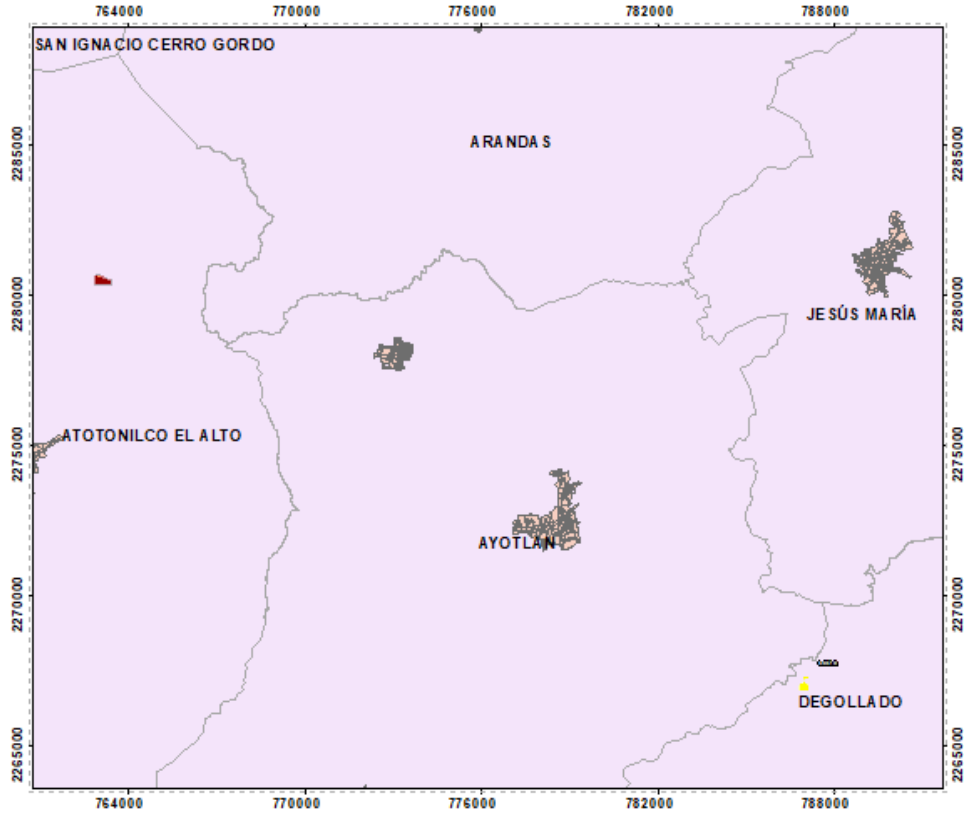 764000 770000 776000 782000 788000
SAN IGNACIO CERRO GORDO
ARANDAS
2285000 2285000
2280000 2280000
JESÚS MARÍA
ATOTONILCO EL ALTO
2275000 2275000
AYOTLAN
2270000 2270000
DEGOLLADO
2265000 2265000
764000 770000 776000 782000 788000